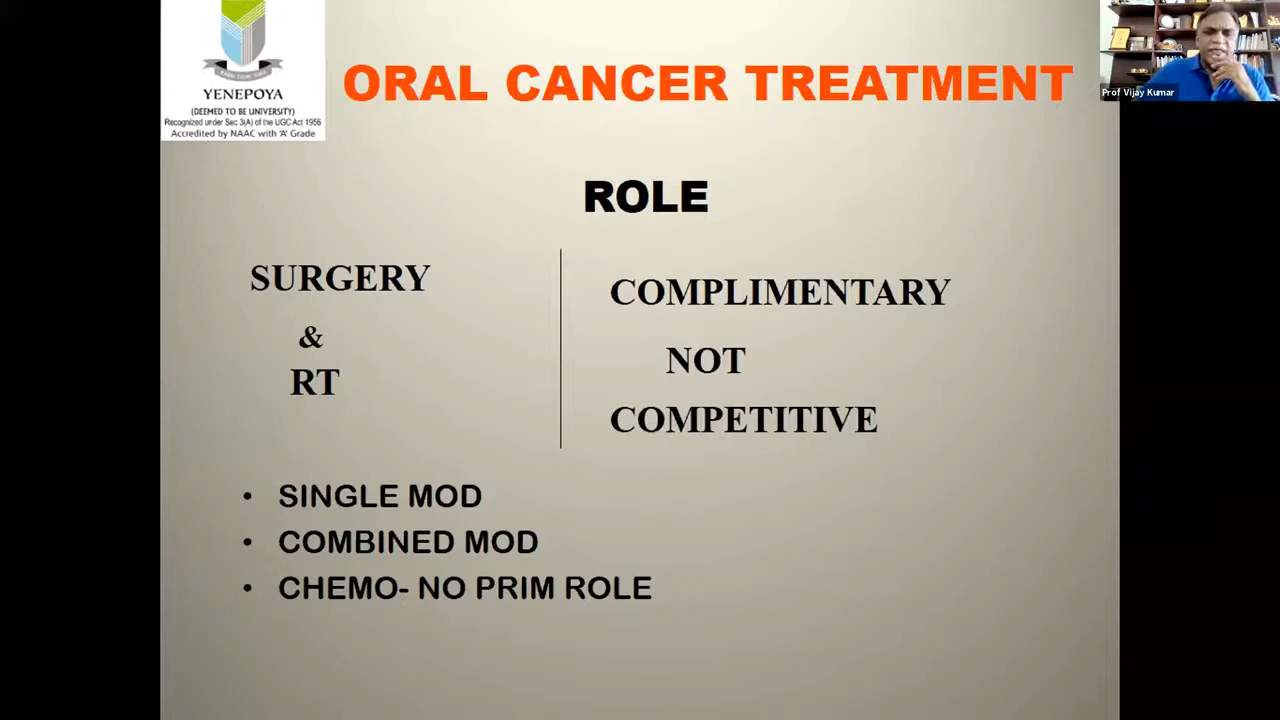 YENEPOYA
(DEEMED TO BE UNIVERSITY)
Recognized under Sec 3(A) of the UGC Act 1956
Accredited by NAAC with 'A' Grade
ORAL CANCER TREATMENT
Prof Vijay Kumar
ROLE
SURGERY
&
RT
COMPLIMENTARY
NOT
COMPETITIVE
• SINGLE MOD
• COMBINED MOD
• CHEMO- NO PRIM ROLE